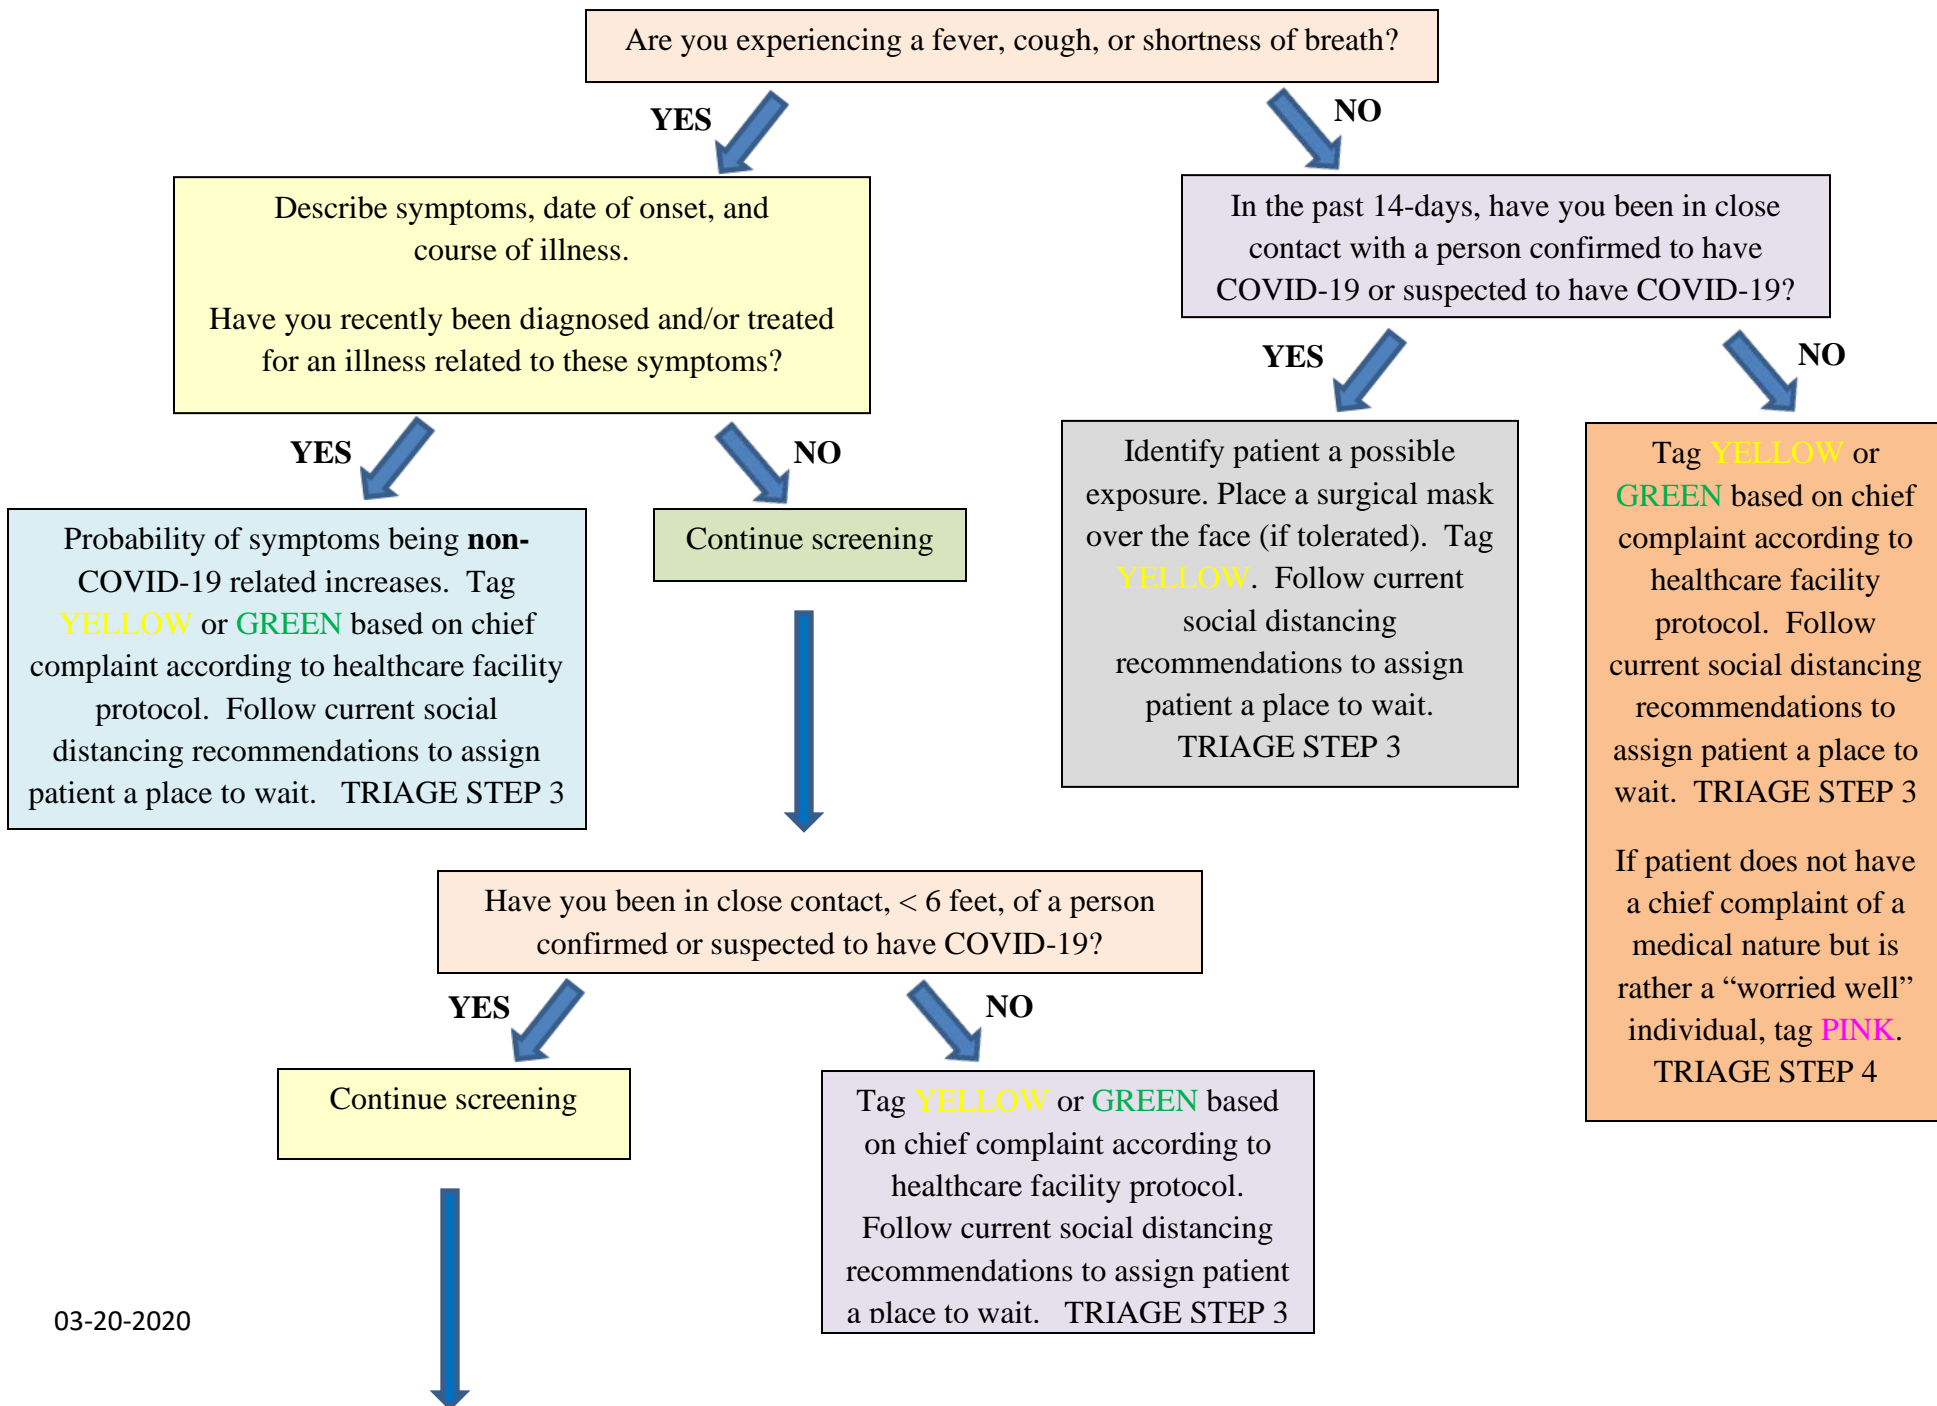 Are you experiencing a fever, cough, or shortness of breath?
YES
NO
Describe symptoms, date of onset, and
course of illness.
Have you recently been diagnosed and/or treated
for an illness related to these symptoms?
In the past 14-days, have you been in close
contact with a person confirmed to have
COVID-19 or suspected to have COVID-19?
YES
NO
YES
NO
Probability of symptoms being non-
COVID-19 related increases. Tag
YELLOW or GREEN based on chief
complaint according to healthcare facility
protocol. Follow current social
distancing recommendations to assign
patient a place to wait. TRIAGE STEP 3
Continue screening
Identify patient a possible
exposure. Place a surgical mask
over the face (if tolerated). Tag
YELLOW. Follow current
social distancing
recommendations to assign
patient a place to wait.
TRIAGE STEP 3
Tag YELLOW or
GREEN based on chief
complaint according to
healthcare facility
protocol. Follow
current social distancing
recommendations to
assign patient a place to
wait. TRIAGE STEP 3
If patient does not have
a chief complaint of a
medical nature but is
rather a “worried well”
individual, tag PINK.
TRIAGE STEP 4
Have you been in close contact, < 6 feet, of a person
confirmed or suspected to have COVID-19?
YES
NO
Continue screening
Tag YELLOW or GREEN based
on chief complaint according to
healthcare facility protocol.
Follow current social distancing
recommendations to assign patient
a place to wait. TRIAGE STEP 3
03-20-2020